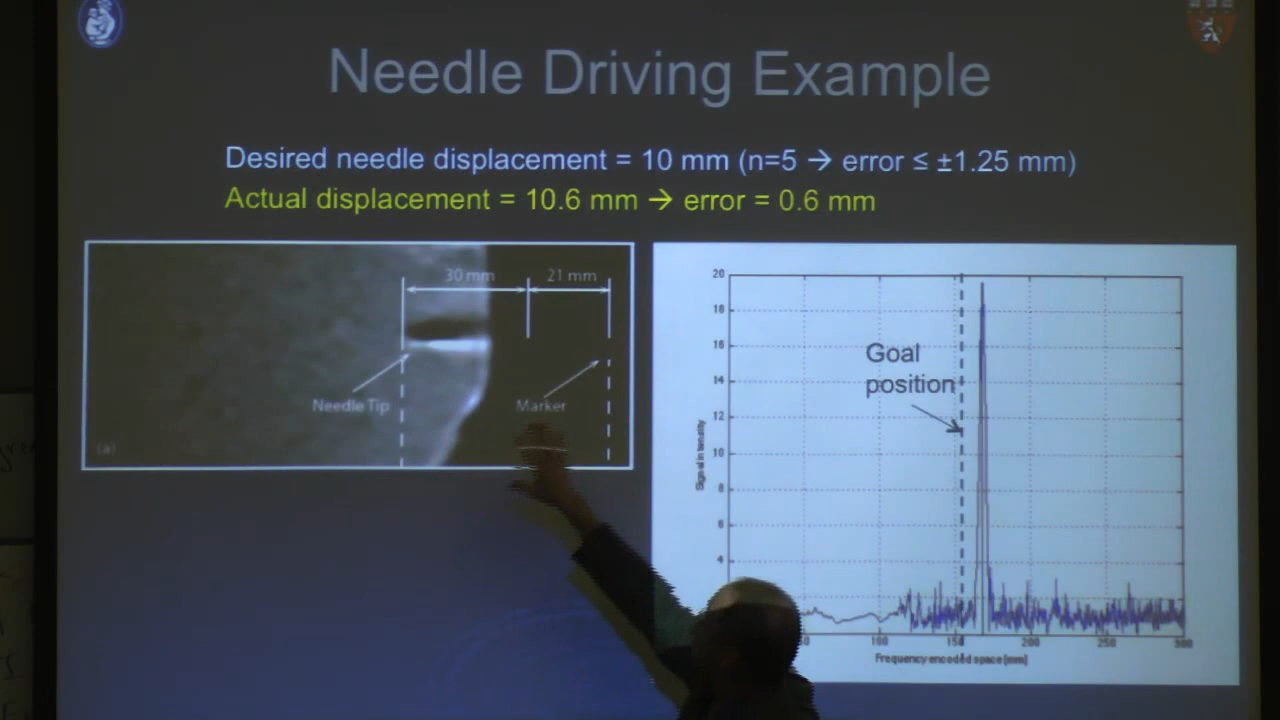 Needle Driving Example
Desired needle displacement = 10 mm (n=5 → error ≤ ±1.25 mm)
Actual displacement = 10.6 mm → error = 0.6 mm
30 mm
21 mm
Needle Tip
Marker
(a)
20
18
16
14
12
10
8
6
4
Goal
position
Signal intensity
100
150
200
250
300
Frequency encoded space [mm]